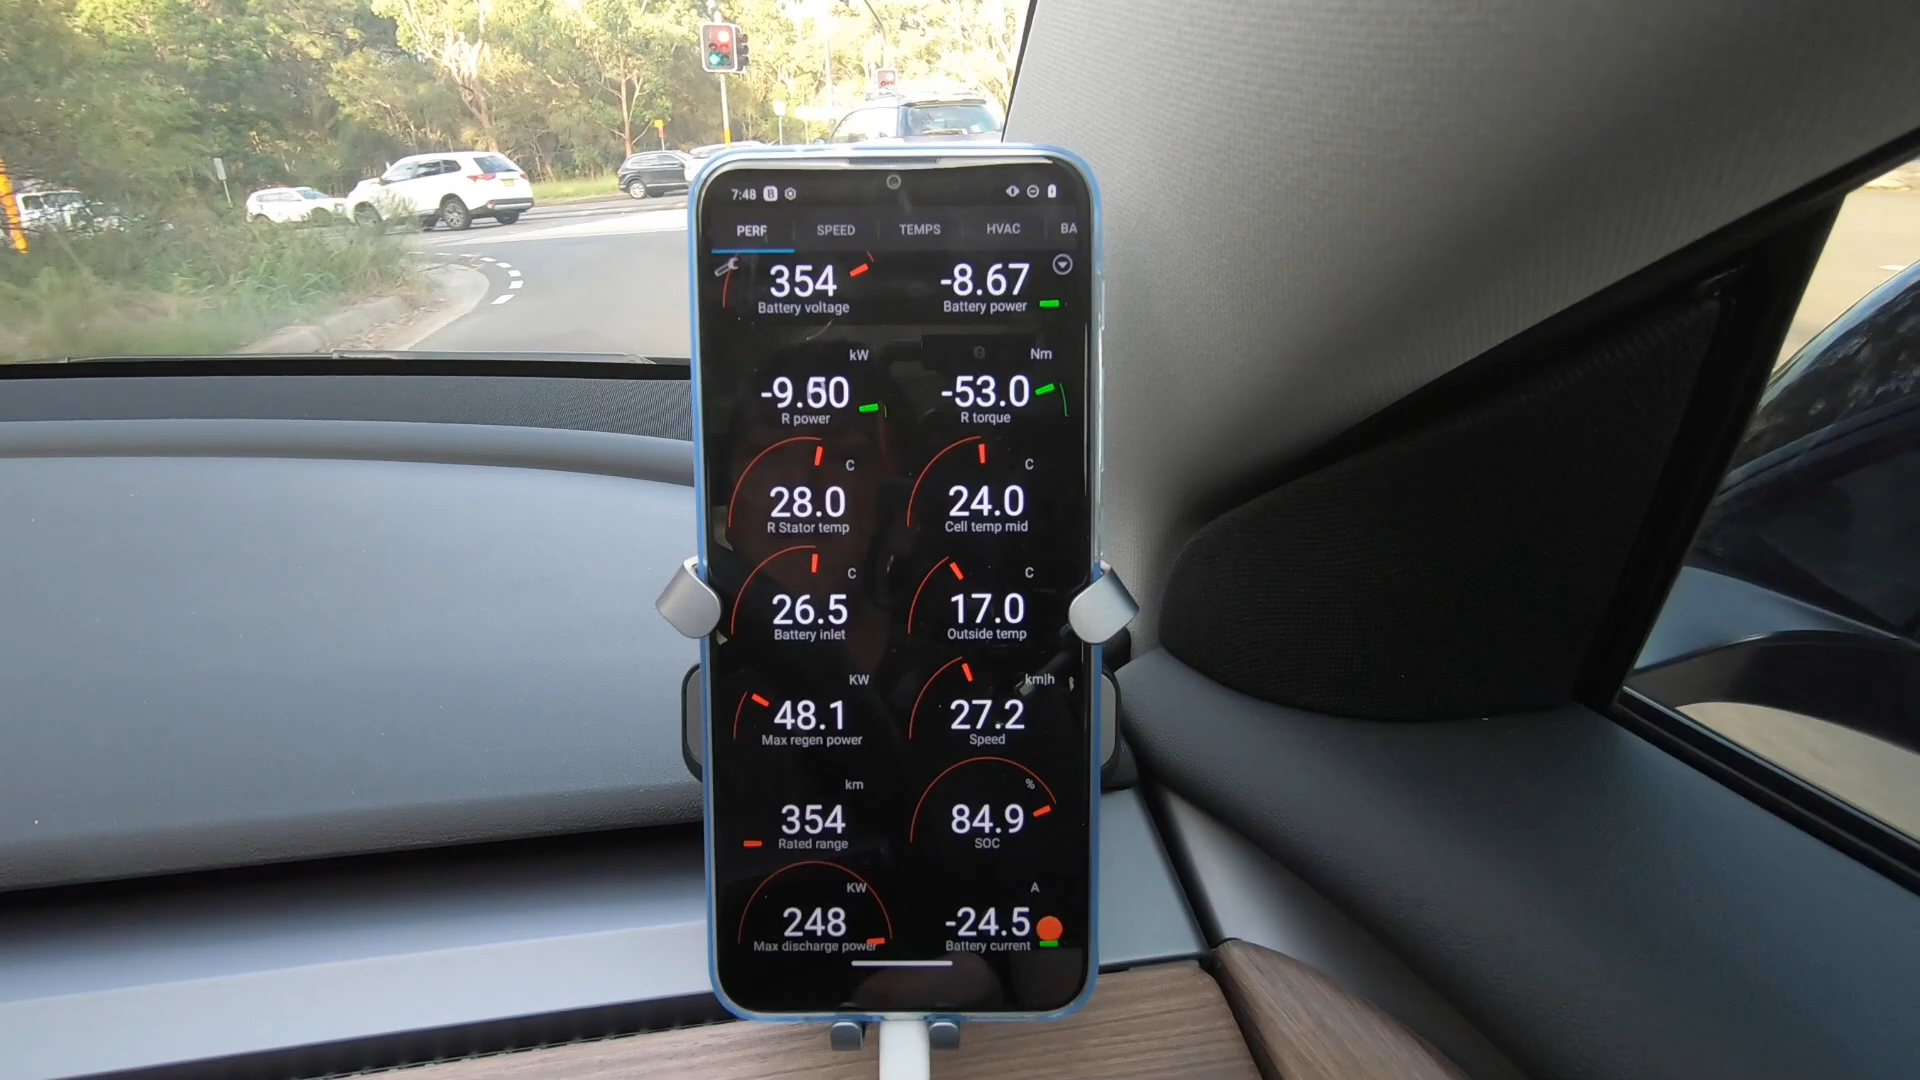 7:48
PERF SPEED TEMPS HVAC BA
354 -8.67
Battery voltage Battery power
kW Nm
-9.60 -53.0
R power R torque
C C
28.0 24.0
R Stator temp Cell temp mid
C C
26.5 17.0
Battery inlet Outside temp
KW km|h
48.1 27.2
Max regen power Speed
km %
354 84.9
Rated range SOC
KW A
248 -24.5
Max discharge power Battery current